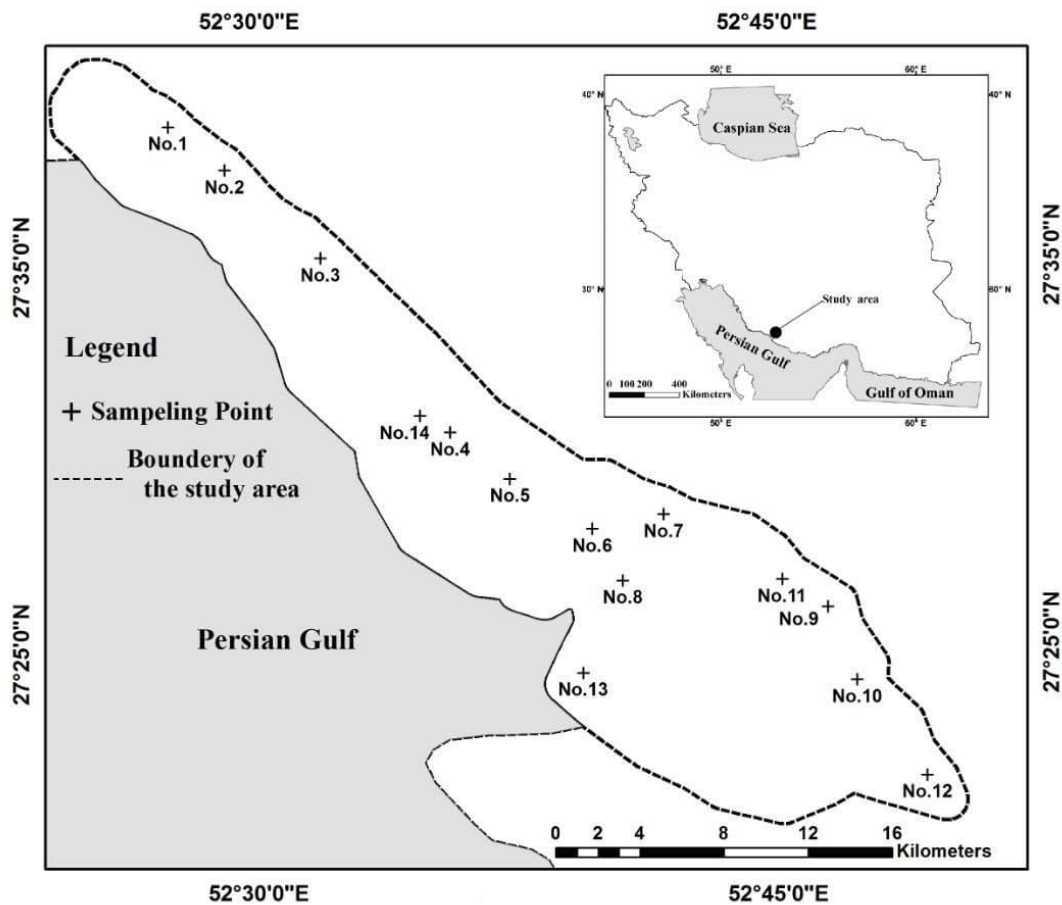 52°30'0"E
52°45'0"E
50° E
60° E
40° N
40° N
Caspian Sea
No.1
No.2
27°35'0"N
27°35'0"N
No.3
30° N
60° N
Study area
Persian Gulf
Gulf of Oman
0 100 200 400
Kilometers
50° E
60° E
Legend
Sampeling Point
Boundery of
the study area
No.14
No.4
No.5
No.6
No.7
No.8
No.11
No.9
27°25'0"N
27°25'0"N
Persian Gulf
No.13
No.10
No.12
0 2 4 8 12 16
Kilometers
52°30'0"E
52°45'0"E